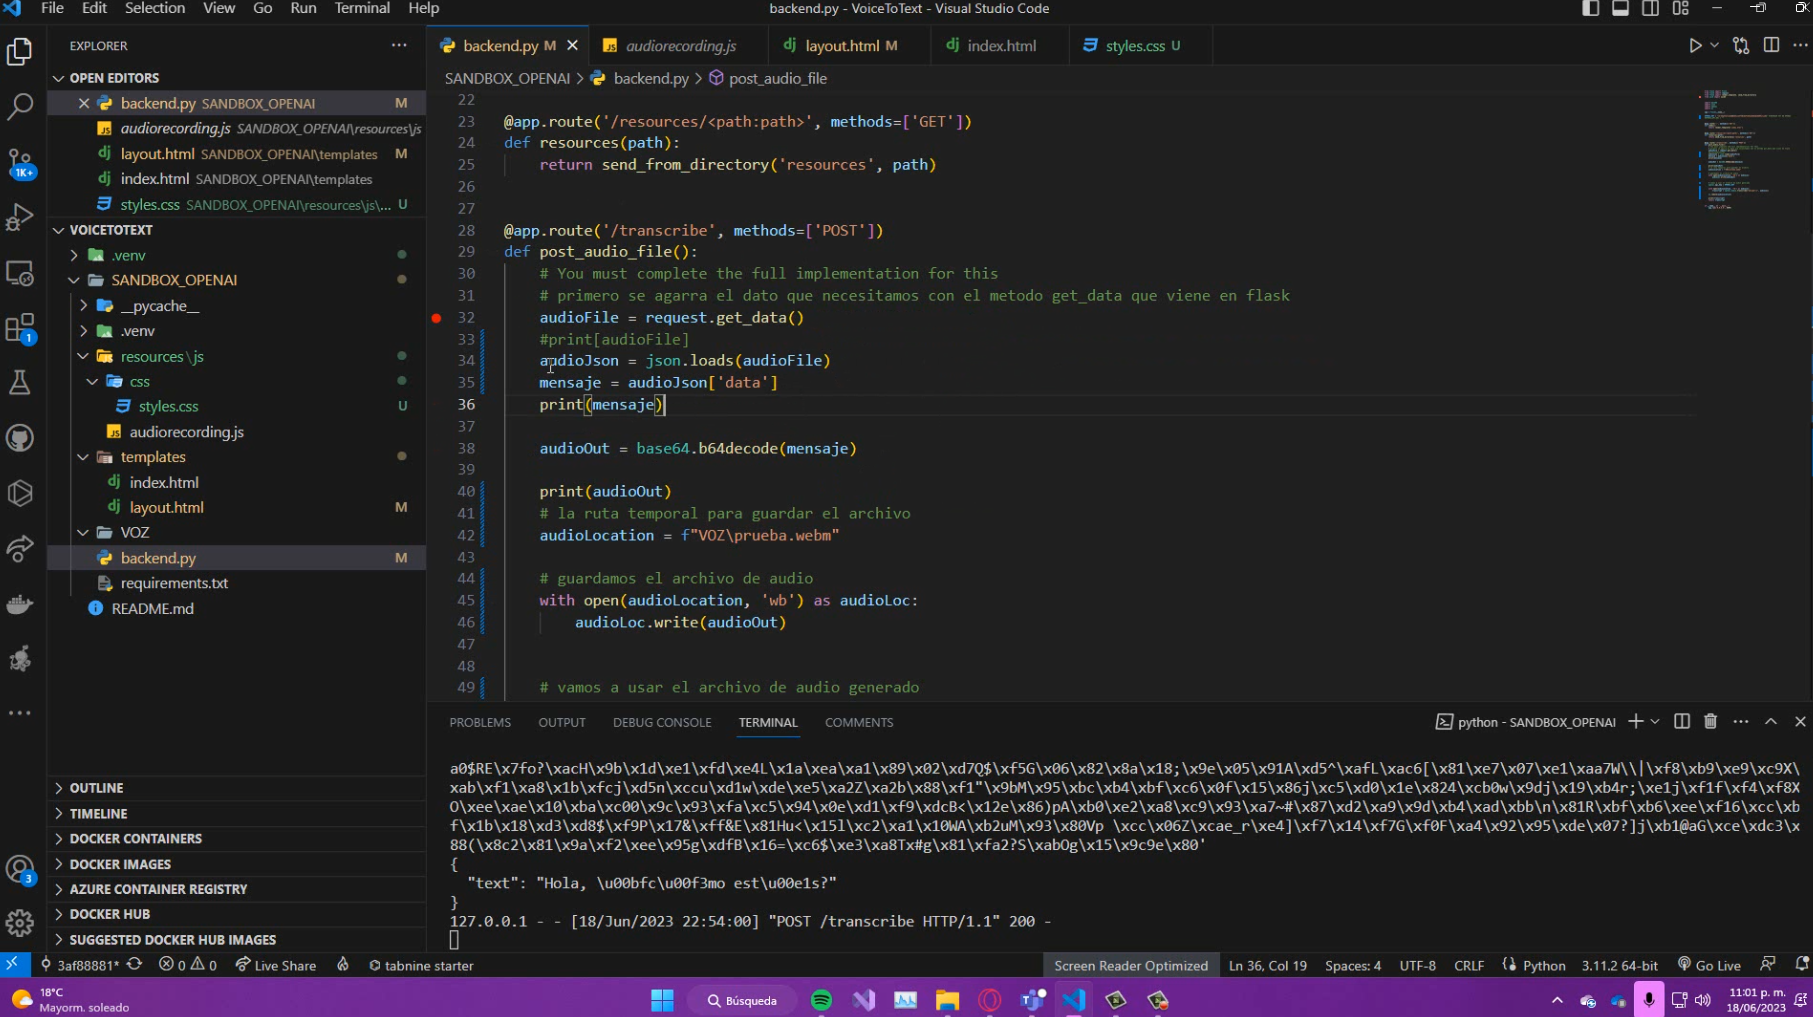 File Edit Selection View Go Run Terminal Help
backend.py - VoiceToText - Visual Studio Code
EXPLORER
OPEN EDITORS
backend.py SANDBOX_OPENAI M
audiorecording.js SANDBOX_OPENAI\resources\js
layout.html SANDBOX_OPENAI\templates M
index.html SANDBOX_OPENAI\templates
styles.css SANDBOX_OPENAI\resources\js\... U
VOICETOTEXT
.venv
SANDBOX_OPENAI
__pycache__
.venv
resources\js
css
styles.css U
audiorecording.js
templates
index.html
layout.html M
VOZ
backend.py M
requirements.txt
README.md
OUTLINE
TIMELINE
DOCKER CONTAINERS
DOCKER IMAGES
AZURE CONTAINER REGISTRY
DOCKER HUB
SUGGESTED DOCKER HUB IMAGES
1K+
1
3
backend.py M audiorecording.js layout.html M index.html styles.css U
SANDBOX_OPENAI > backend.py > post_audio_file
22
23 @app.route('/resources/<path:path>', methods=['GET'])
24 def resources(path):
25 return send_from_directory('resources', path)
26
27
28 @app.route('/transcribe', methods=['POST'])
29 def post_audio_file():
30 # You must complete the full implementation for this
31 # primero se agarra el dato que necesitamos con el metodo get_data que viene en flask
32 audioFile = request.get_data()
33 #print[audioFile]
34 audioJson = json.loads(audioFile)
35 mensaje = audioJson['data']
36 print(mensaje)
37
38 audioOut = base64.b64decode(mensaje)
39
40 print(audioOut)
41 # la ruta temporal para guardar el archivo
42 audioLocation = f"VOZ\prueba.webm"
43
44 # guardamos el archivo de audio
45 with open(audioLocation, 'wb') as audioLoc:
46 audioLoc.write(audioOut)
47
48
49 # vamos a usar el archivo de audio generado
PROBLEMS OUTPUT DEBUG CONSOLE TERMINAL COMMENTS
python - SANDBOX_OPENAI
a0$RE\x7fo?\xacH\x9b\x1d\xe1\xfd\xe4L\x1a\xea\xa1\x89\x02\xd7Q$\xf5G\x06\x82\x8a\x18;\x9e\x05\x91A\xd5^\xafL\xac6[\x81\xe7\x07\xe1\xaa7W\\|\xf8\xb9\xe9\xc9X\
xab\xf1\xa8\x1b\xfcj\xd5n\xccu\xd1w\xde\xe5\xa2Z\xa2b\x88\xf1"\x9bM\x95\xbc\xb4\xbf\xc6\x0f\x15\x86j\xc5\xd0\x1e\x824\xcb0w\x9dj\x19\xb4r;\xe1j\xf1f\xf4\xf8X
O\xee\xae\x10\xba\xc00\x9c\x93\xfa\xc5\x94\x0e\xd1\xf9\xdcB<\x12e\x86)pA\xb0\xe2\xa8\xc9\x93\xa7~#\x87\xd2\xa9\x9d\xb4\xad\xbb\n\x81R\xbf\xb6\xee\xf16\xcc\xb
f\x1b\x18\xd3\xd8$\xf9P\x17&\xff&E\x81Hu<\x15l\xc2\xa1\x10WA\xb2uM\x93\x80Vp \xcc\x06Z\xcae_r\xe4]\xf7\x14\xf7G\xf0F\xa4\x92\x95\xde\x07?]j\xb1@aG\xce\xdc3\x
88(\x8c2\x81\x9a\xf2\xee\x95g\xdfB\x16=\xc6$\xe3\xa8Tx#g\x81\xfa2?S\xabOg\x15\x9c9e\x80'
{
"text": "Hola, \u00bfc\u00f3mo est\u00e1s?"
}
127.0.0.1 - - [18/Jun/2023 22:54:00] "POST /transcribe HTTP/1.1" 200 -
3af88881* 0 0 Live Share tabnine starter
Screen Reader Optimized Ln 36, Col 19 Spaces: 4 UTF-8 CRLF Python 3.11.2 64-bit Go Live
18°C
Mayorm. soleado
Búsqueda
11:01 p. m.
18/06/2023